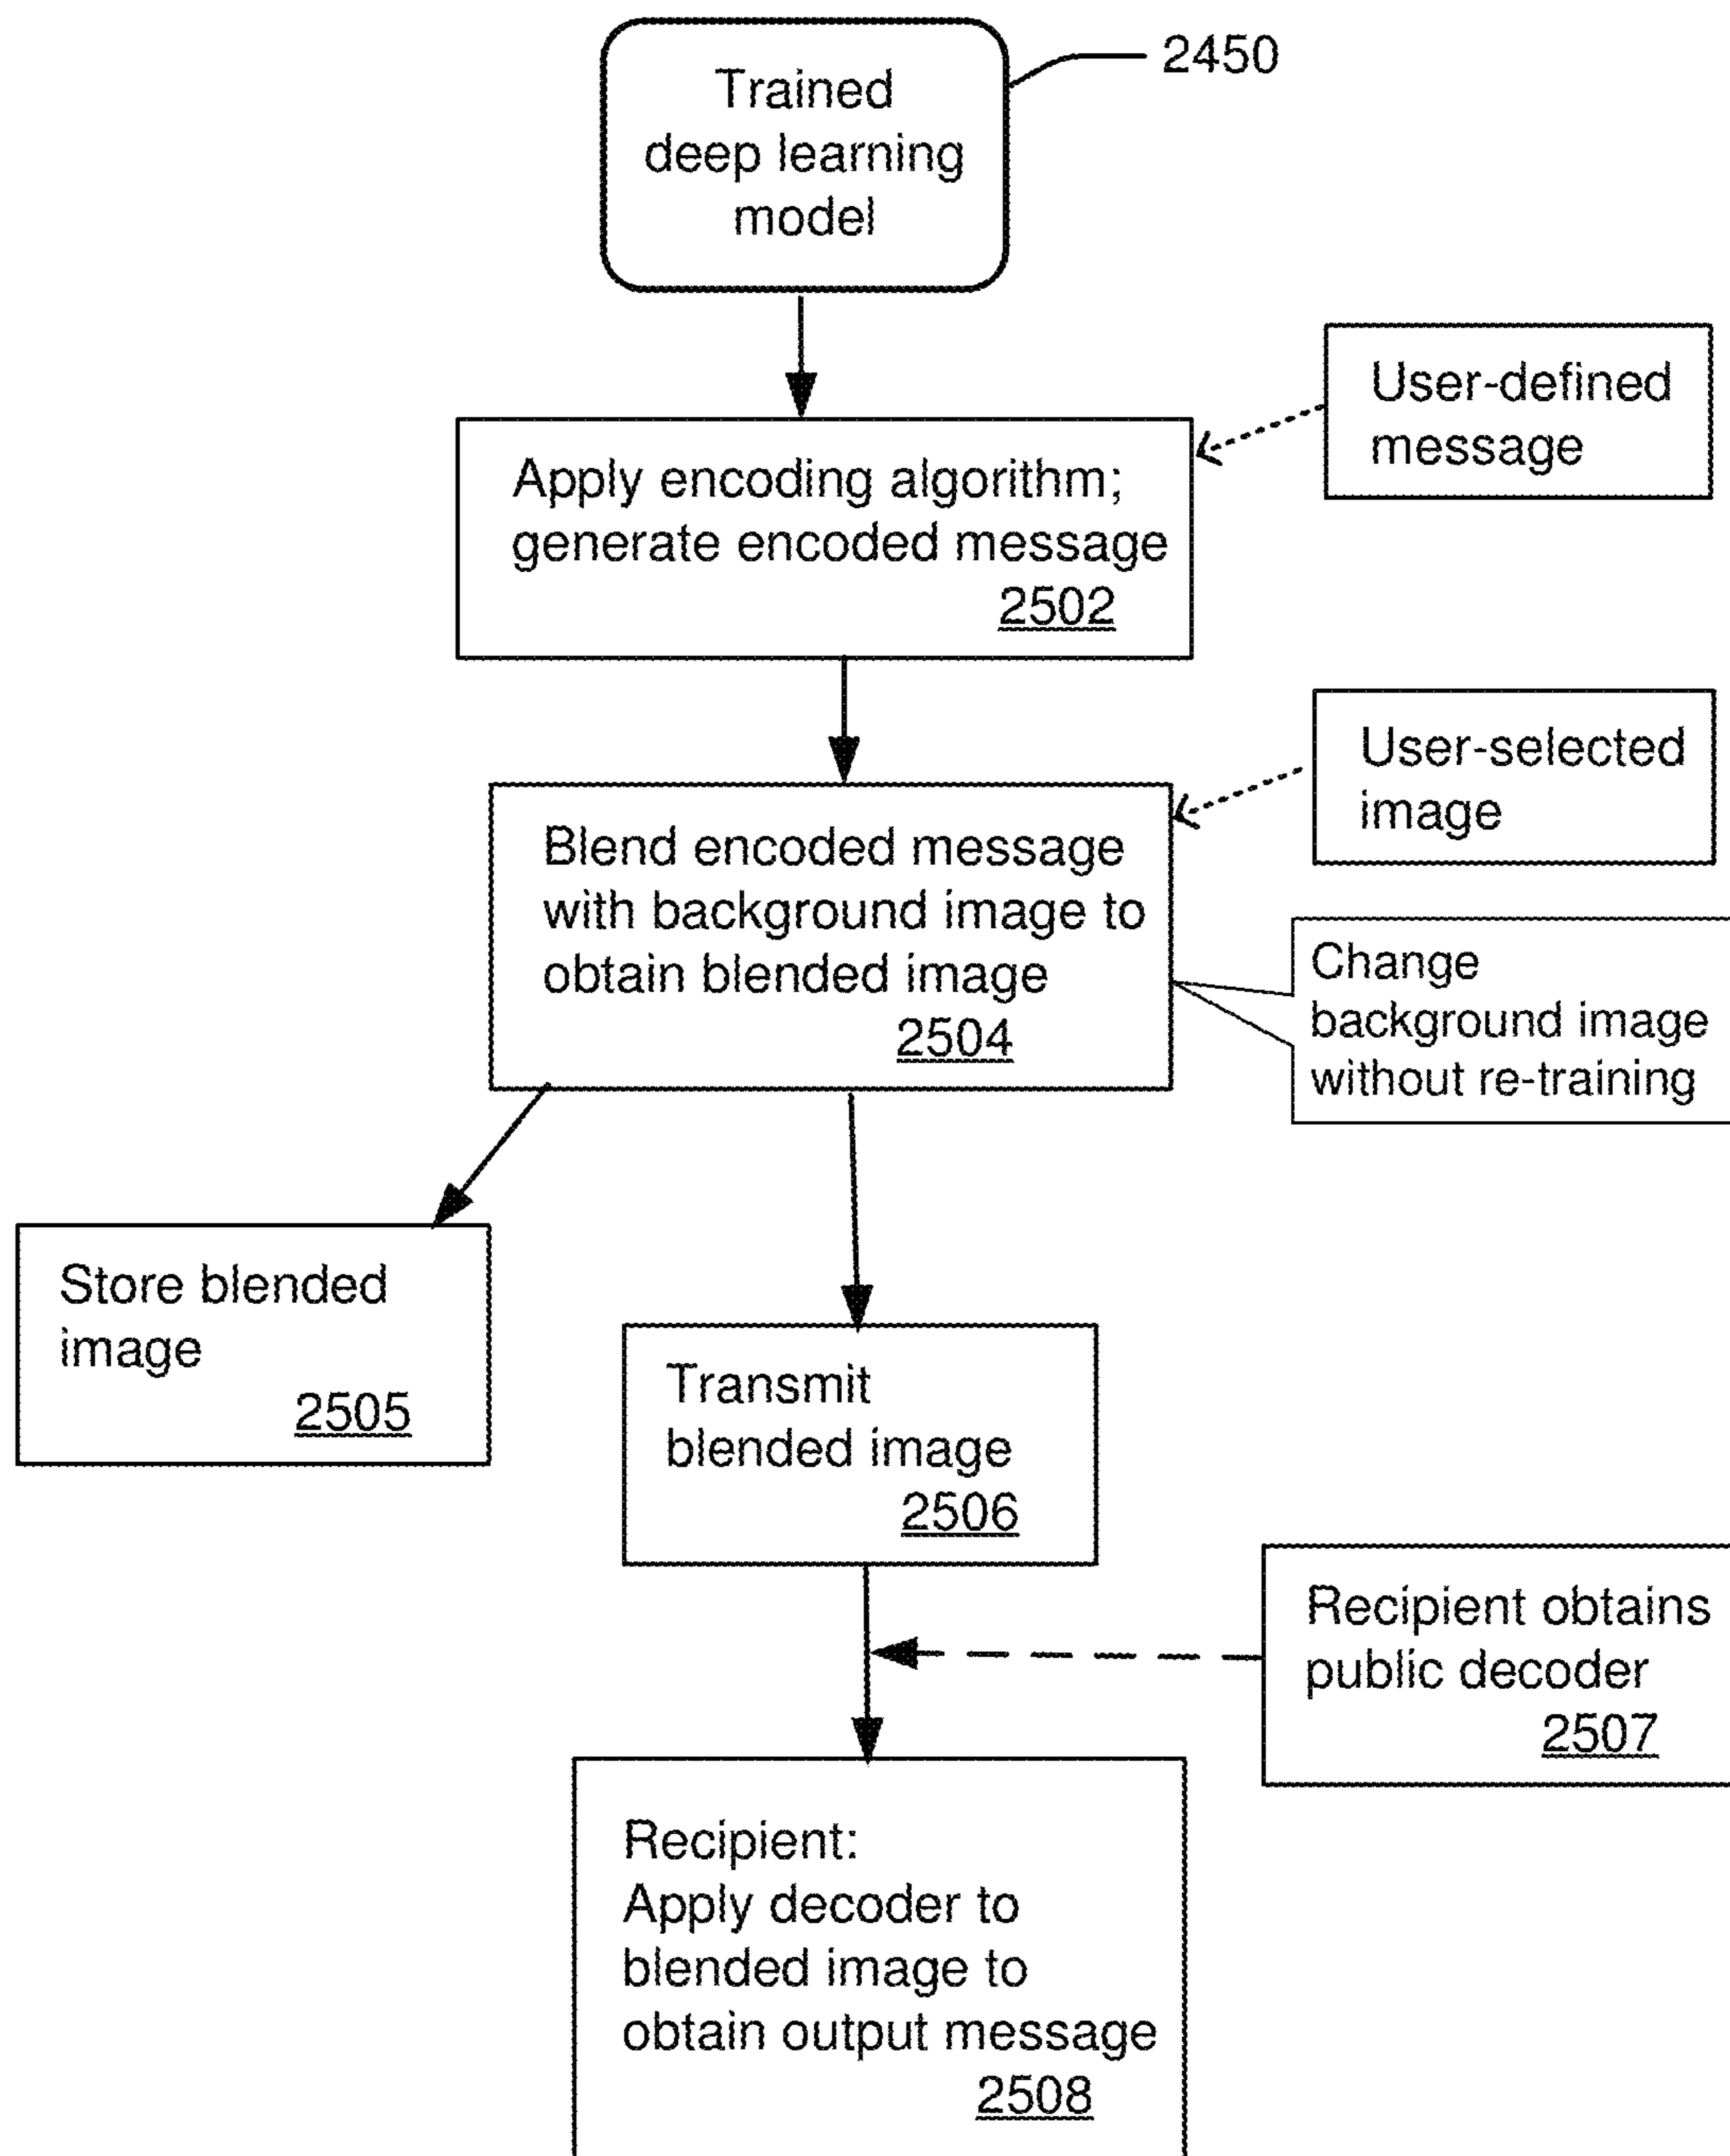 Trained
deep learning
model
2450
User-defined
message
Apply encoding algorithm;
generate encoded message
2502
User-selected
image
Blend encoded message
with background image to
obtain blended image
2504
Change
background image
without re-training
Store blended
image
2505
Transmit
blended image
2506
Recipient obtains
public decoder
2507
Recipient:
Apply decoder to
blended image to
obtain output message
2508